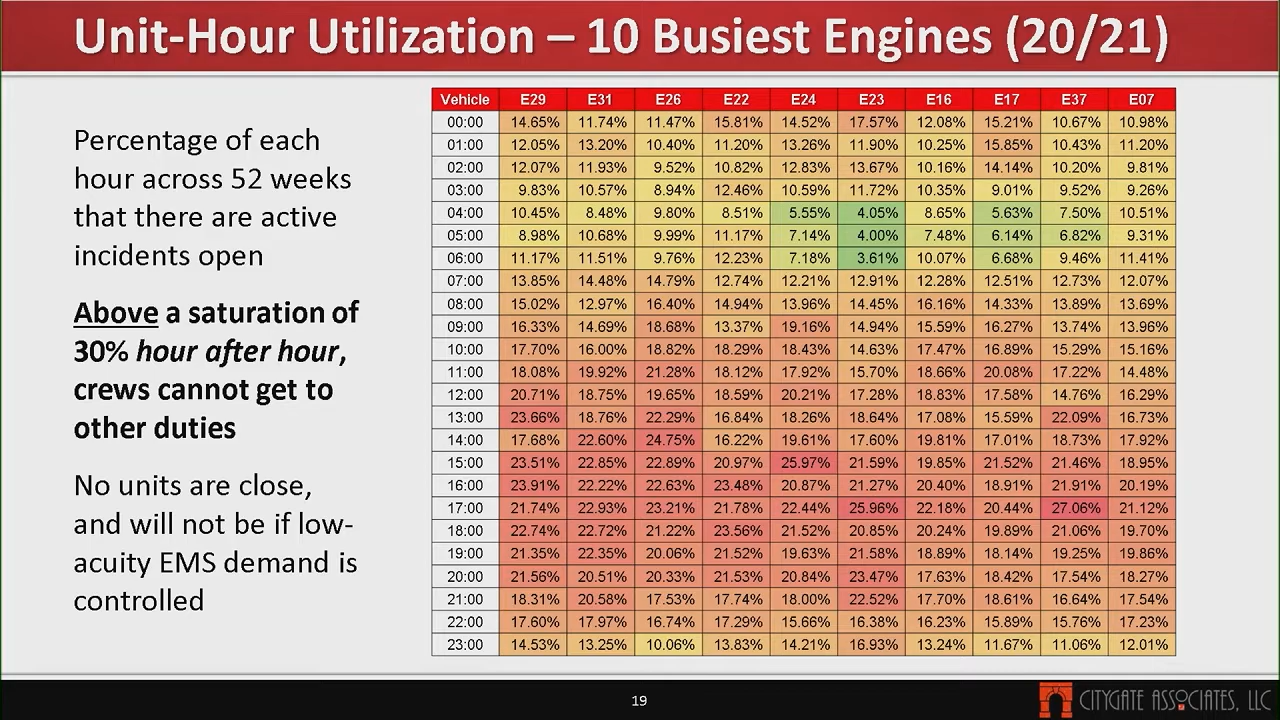 Unit-Hour Utilization – 10 Busiest Engines (20/21)
Percentage of each
hour across 52 weeks
that there are active
incidents open
Above a saturation of
30% hour after hour,
crews cannot get to
other duties
No units are close,
and will not be if low-
acuity EMS demand is
controlled
Vehicle E29 E31 E26 E22 E24 E23 E16 E17 E37 E07
00:00 14.65% 11.74% 11.47% 15.81% 14.52% 17.57% 12.08% 15.21% 10.67% 10.98%
01:00 12.05% 13.20% 10.40% 11.20% 13.26% 11.90% 10.25% 15.85% 10.43% 11.20%
02:00 12.07% 11.93% 9.52% 10.82% 12.83% 13.67% 10.16% 14.14% 10.20% 9.81%
03:00 9.83% 10.57% 8.94% 12.46% 10.59% 11.72% 10.35% 9.01% 9.52% 9.26%
04:00 10.45% 8.48% 9.80% 8.51% 5.55% 4.05% 8.65% 5.63% 7.50% 10.51%
05:00 8.98% 10.68% 9.99% 11.17% 7.14% 4.00% 7.48% 6.14% 6.82% 9.31%
06:00 11.17% 11.51% 9.76% 12.23% 7.18% 3.61% 10.07% 6.68% 9.46% 11.41%
07:00 13.85% 14.48% 14.79% 12.74% 12.21% 12.91% 12.28% 12.51% 12.73% 12.07%
08:00 15.02% 12.97% 16.40% 14.94% 13.96% 14.45% 16.16% 14.33% 13.89% 13.69%
09:00 16.33% 14.69% 18.68% 13.37% 19.16% 14.94% 15.59% 16.27% 13.74% 13.96%
10:00 17.70% 16.00% 18.82% 18.29% 18.43% 14.63% 17.47% 16.89% 15.29% 15.16%
11:00 18.08% 19.92% 21.28% 18.12% 17.92% 15.70% 18.66% 20.08% 17.22% 14.48%
12:00 20.71% 18.75% 19.65% 18.59% 20.21% 17.28% 18.83% 17.58% 14.76% 16.29%
13:00 23.66% 18.76% 22.29% 16.84% 18.26% 18.64% 17.08% 15.59% 22.09% 16.73%
14:00 17.68% 22.60% 24.75% 16.22% 19.61% 17.60% 19.81% 17.01% 18.73% 17.92%
15:00 23.51% 22.85% 22.89% 20.97% 25.97% 21.59% 19.85% 21.52% 21.46% 18.95%
16:00 23.91% 22.22% 22.63% 23.48% 20.87% 21.27% 20.40% 18.91% 21.91% 20.19%
17:00 21.74% 22.93% 23.21% 21.78% 22.44% 25.96% 22.18% 20.44% 27.06% 21.12%
18:00 22.74% 22.72% 21.22% 23.56% 21.52% 20.85% 20.24% 19.89% 21.06% 19.70%
19:00 21.35% 22.35% 20.06% 21.52% 19.63% 21.58% 18.89% 18.14% 19.25% 19.86%
20:00 21.56% 20.51% 20.33% 21.53% 20.84% 23.47% 17.63% 18.42% 17.54% 18.27%
21:00 18.31% 20.58% 17.53% 17.74% 18.00% 22.52% 17.70% 18.61% 16.64% 17.54%
22:00 17.60% 17.97% 16.74% 17.29% 15.66% 16.38% 16.23% 15.89% 15.76% 17.23%
23:00 14.53% 13.25% 10.06% 13.83% 14.21% 16.93% 13.24% 11.67% 11.06% 12.01%
19
CITYGATE ASSOCIATES, LLC